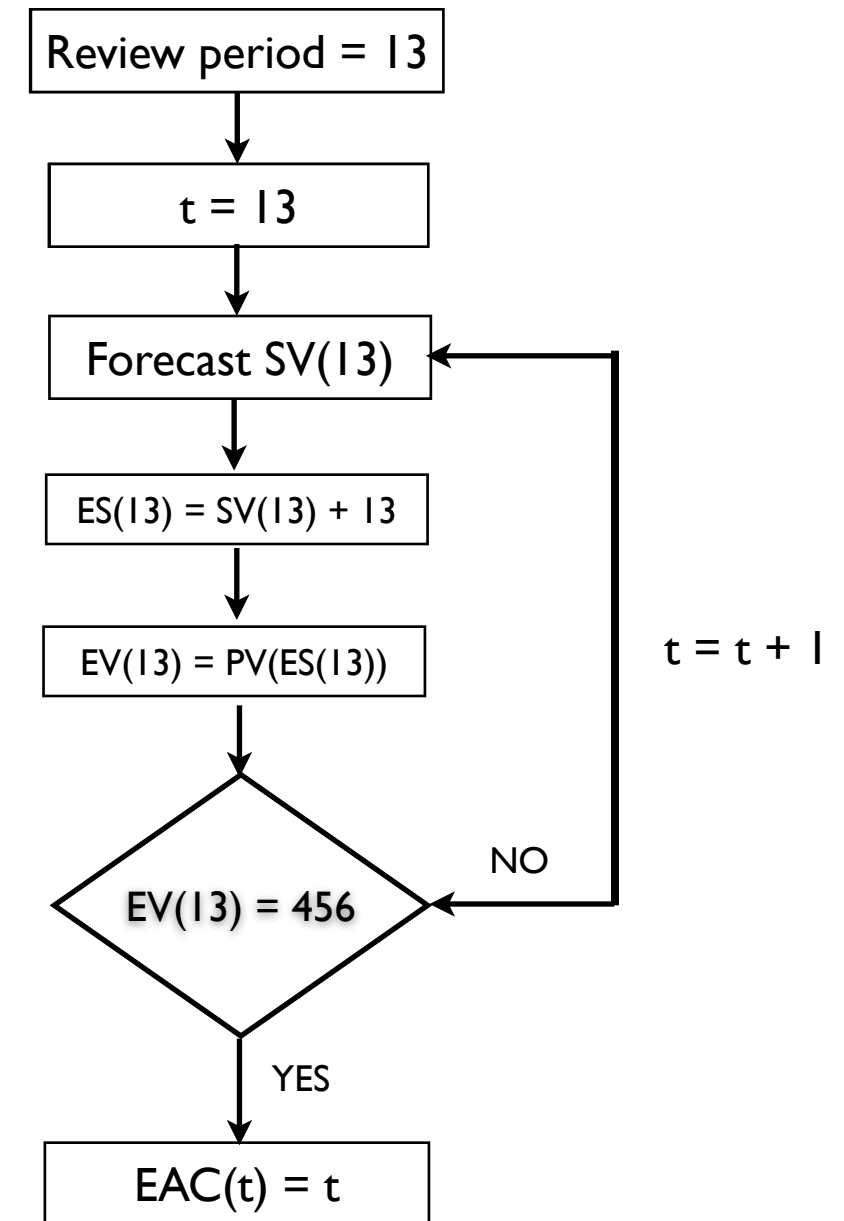 Review period = 13
t = 13
Forecast SV(13)
ES(13) = SV(13) + 13
EV(13) = PV(ES(13))
t = t + 1
NO
EV(13) = 456
YES
EAC(t) = t